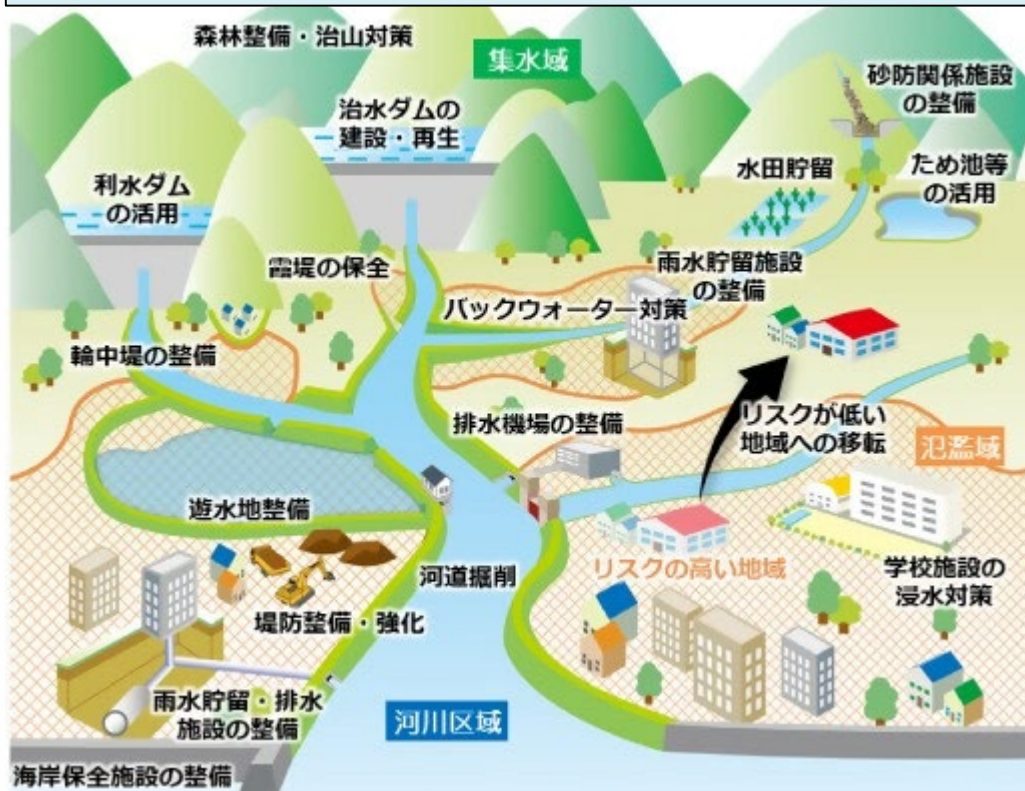 森林整備・治山対策
集水域
砂防関係施設
の整備
治水ダムの
建設・再生
水田貯留
ため池等
の活用
利水ダム
の活用
霞堤の保全
雨水貯留施設
の整備
バックウォーター対策
輪中堤の整備
排水機場の整備
リスクが低い
地域への移転
氾濫域
遊水地整備
河道掘削
リスクの高い地域
学校施設の
浸水対策
堤防整備・強化
雨水貯留・排水
施設の整備
河川区域
海岸保全施設の整備